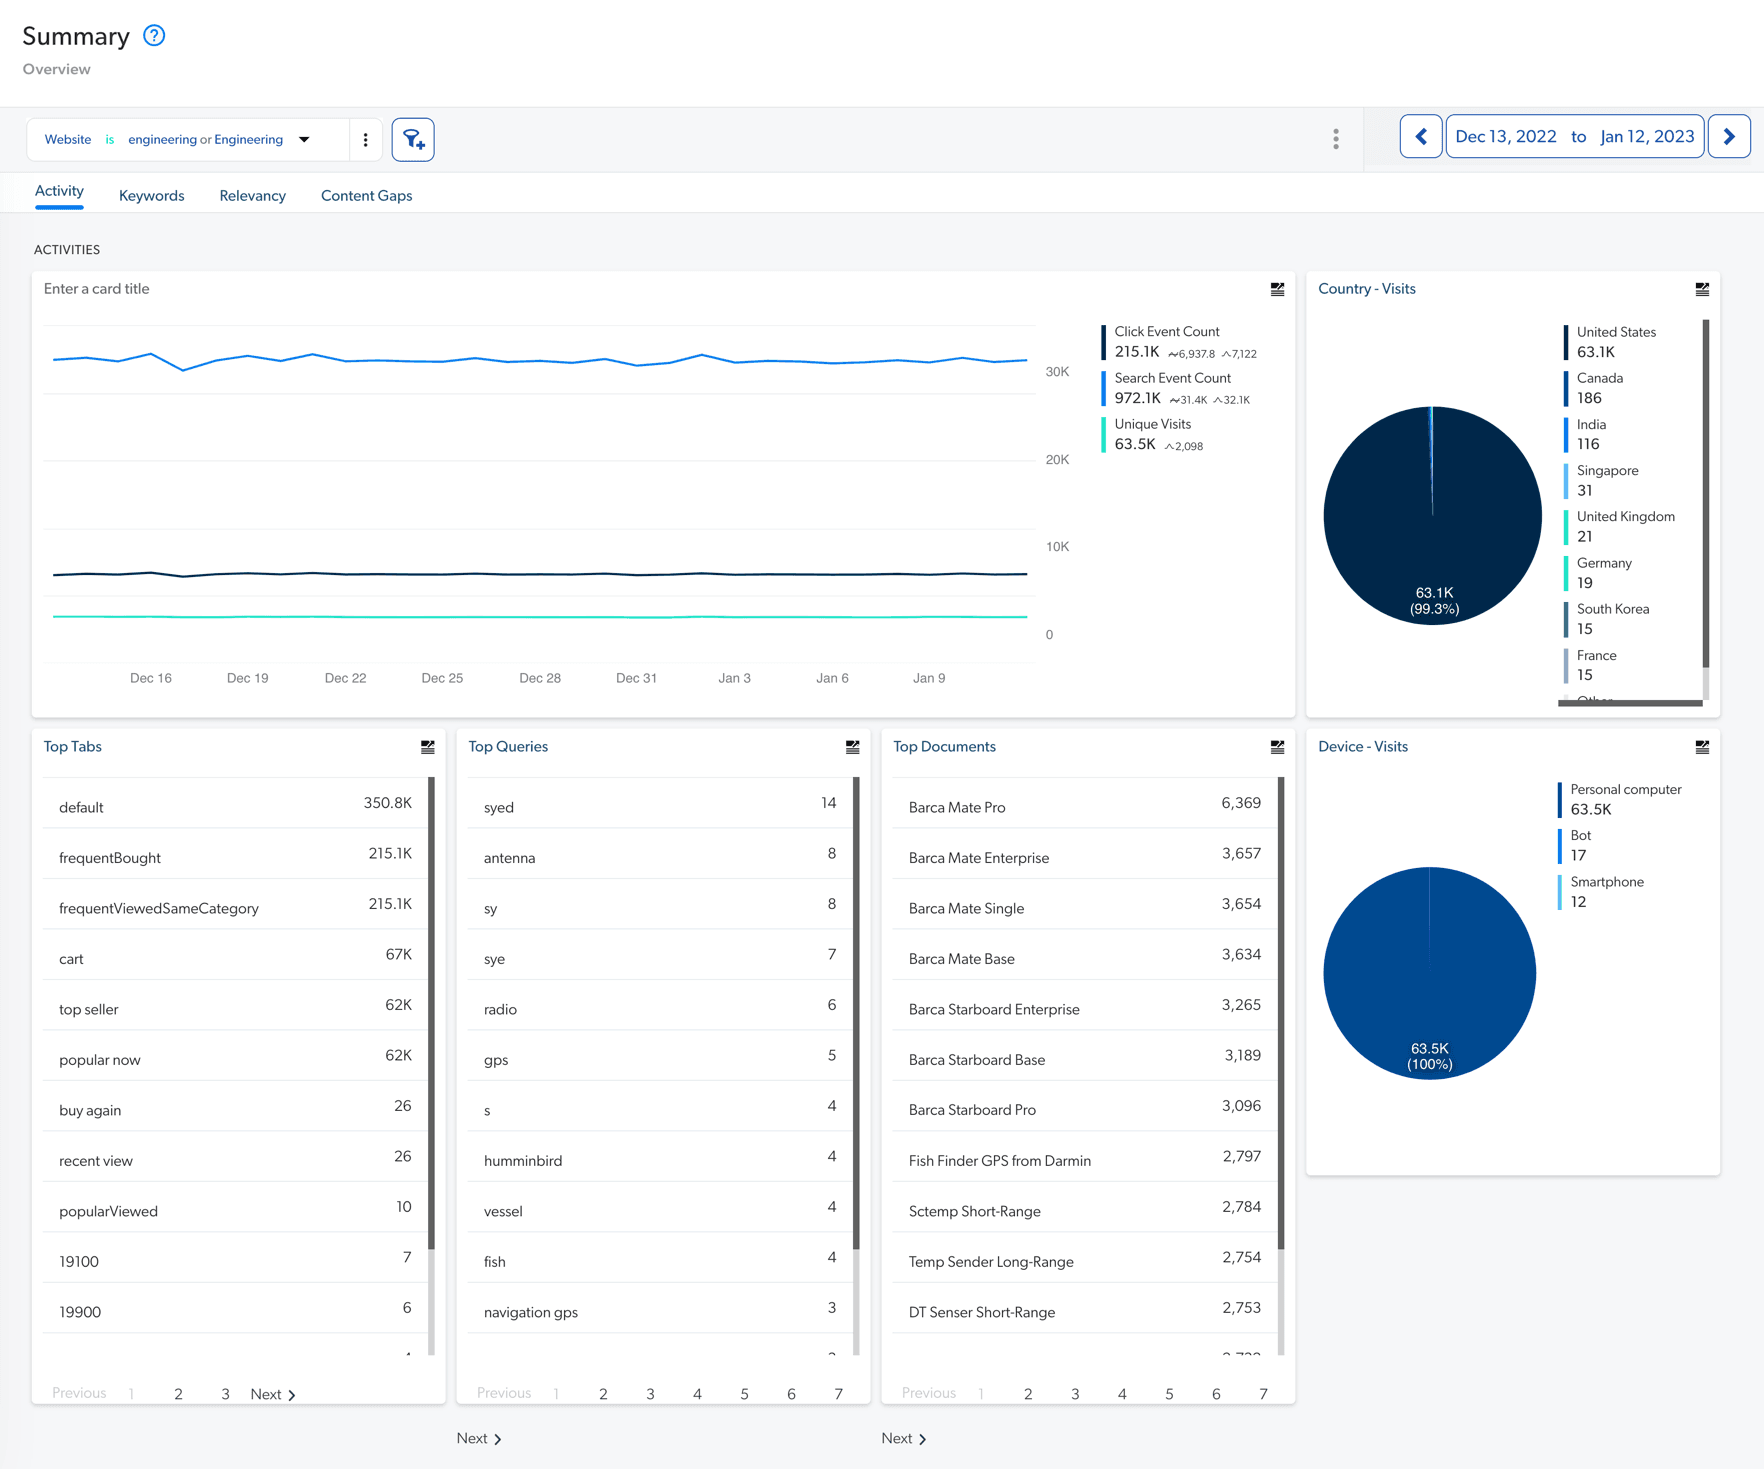 Summary
Overview
Website is engineering or Engineering
Dec 13, 2022 to Jan 12, 2023
Activity Keywords Relevancy Content Gaps
ACTIVITIES
Enter a card title
30K
20K
10K
0
Dec 16 Dec 19 Dec 22 Dec 25 Dec 28 Dec 31 Jan 3 Jan 6 Jan 9
Click Event Count
215.1K 6,937.8 7,122
Search Event Count
972.1K 31.4K 32.1K
Unique Visits
63.5K 2,098
Country - Visits
63.1K
(99.3%)
United States
63.1K
Canada
186
India
116
Singapore
31
United Kingdom
21
Germany
19
South Korea
15
France
15
Other
Top Tabs
default 350.8K
frequentBought 215.1K
frequentViewedSameCategory 215.1K
cart 67K
top seller 62K
popular now 62K
buy again 26
recent view 26
popularViewed 10
19100 7
19900 6
Previous 1 2 3 Next
Top Queries
syed 14
antenna 8
sy 8
sye 7
radio 6
gps 5
s 4
humminbird 4
vessel 4
fish 4
navigation gps 3
Previous 1 2 3 4 5 6 7
Next
Top Documents
Barca Mate Pro 6,369
Barca Mate Enterprise 3,657
Barca Mate Single 3,654
Barca Mate Base 3,634
Barca Starboard Enterprise 3,265
Barca Starboard Base 3,189
Barca Starboard Pro 3,096
Fish Finder GPS from Darmin 2,797
Sctemp Short-Range 2,784
Temp Sender Long-Range 2,754
DT Senser Short-Range 2,753
Previous 1 2 3 4 5 6 7
Next
Device - Visits
63.5K
(100%)
Personal computer
63.5K
Bot
17
Smartphone
12